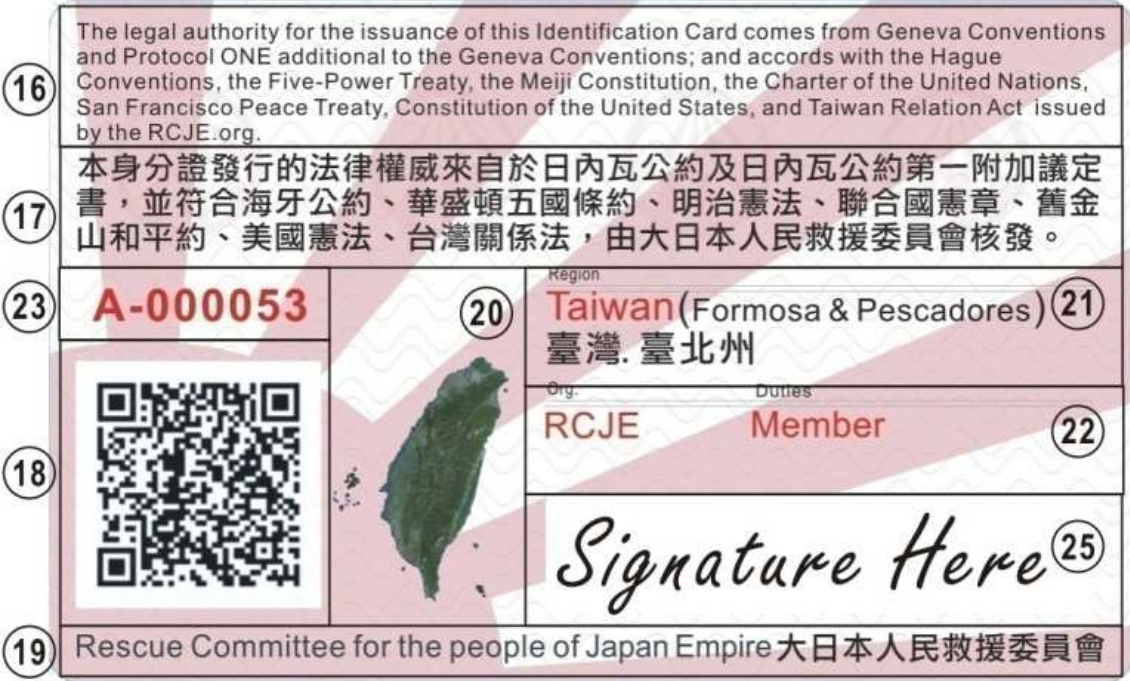 16
The legal authority for the issuance of this Identification Card comes from Geneva Conventions
and Protocol ONE additional to the Geneva Conventions; and accords with the Hague
Conventions, the Five-Power Treaty, the Meiji Constitution, the Charter of the United Nations,
San Francisco Peace Treaty, Constitution of the United States, and Taiwan Relation Act issued
by the RCJE.org.
17
本身分證發行的法律權威來自於日內瓦公約及日內瓦公約第一附加議定
書，並符合海牙公約、華盛頓五國條約、明治憲法、聯合國憲章、舊金
山和平約、美國憲法、台灣關係法，由大日本人民救援委員會核發。
23
A-000053
20
Region
Taiwan(Formosa & Pescadores)
21
臺灣. 臺北州
Org. Duties
RCJE Member
22
18
Signature Here
25
19
Rescue Committee for the people of Japan Empire 大日本人民救援委員會